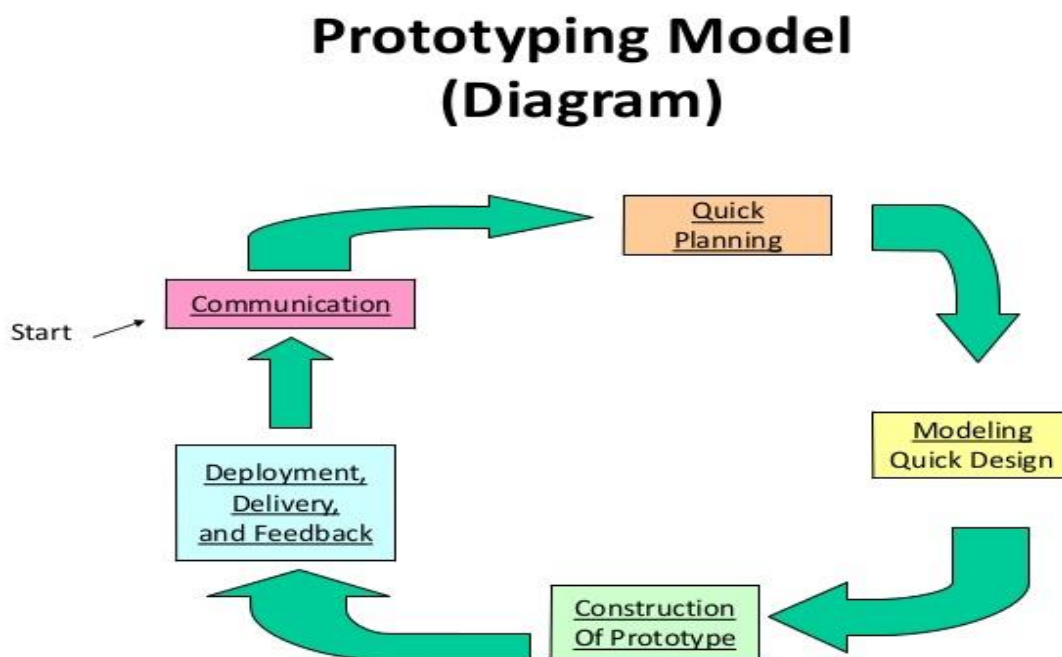 Prototyping Model
(Diagram)
Quick
Planning
Communication
Start
Modeling
Quick Design
Deployment,
Delivery,
and Feedback
Construction
Of Prototype